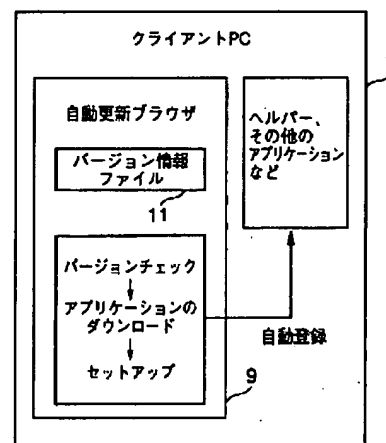 クライアントPC
自動更新ブラウザ
バージョン情報
ファイル
11
バージョンチェック
↓
アプリケーションの
ダウンロード
↓
セットアップ
9
ヘルパー、
その他の
アプリケーション
など
自動登録